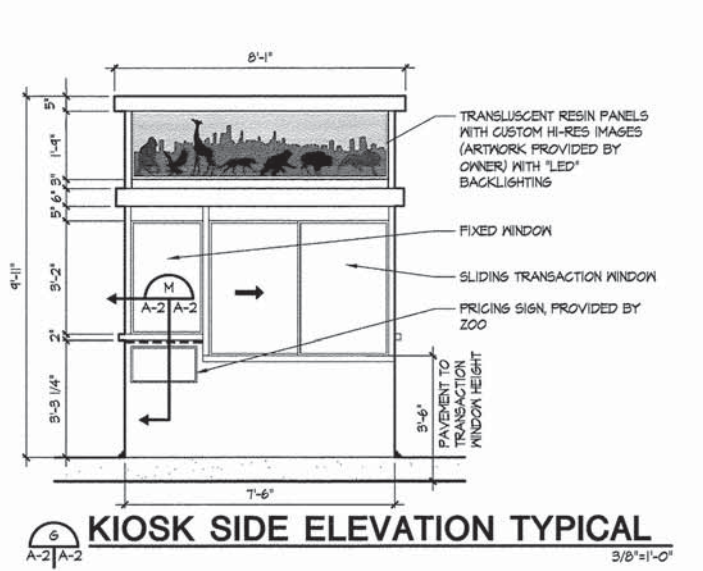 8'-1"
5"
1'-9"
3"
6"
5"
3'-2"
2"
3'-3 1/4"
9'-11"
TRANSLUSCENT RESIN PANELS
WITH CUSTOM HI-RES IMAGES
(ARTWORK PROVIDED BY
OWNER) WITH "LED"
BACKLIGHTING
FIXED WINDOW
SLIDING TRANSACTION WINDOW
PRICING SIGN, PROVIDED BY
ZOO
M
A-2 A-2
3'-6"
PAVEMENT TO
TRANSACTION
WINDOW HEIGHT
7'-6"
G
A-2 A-2
KIOSK SIDE ELEVATION TYPICAL
3/8"=1'-0"